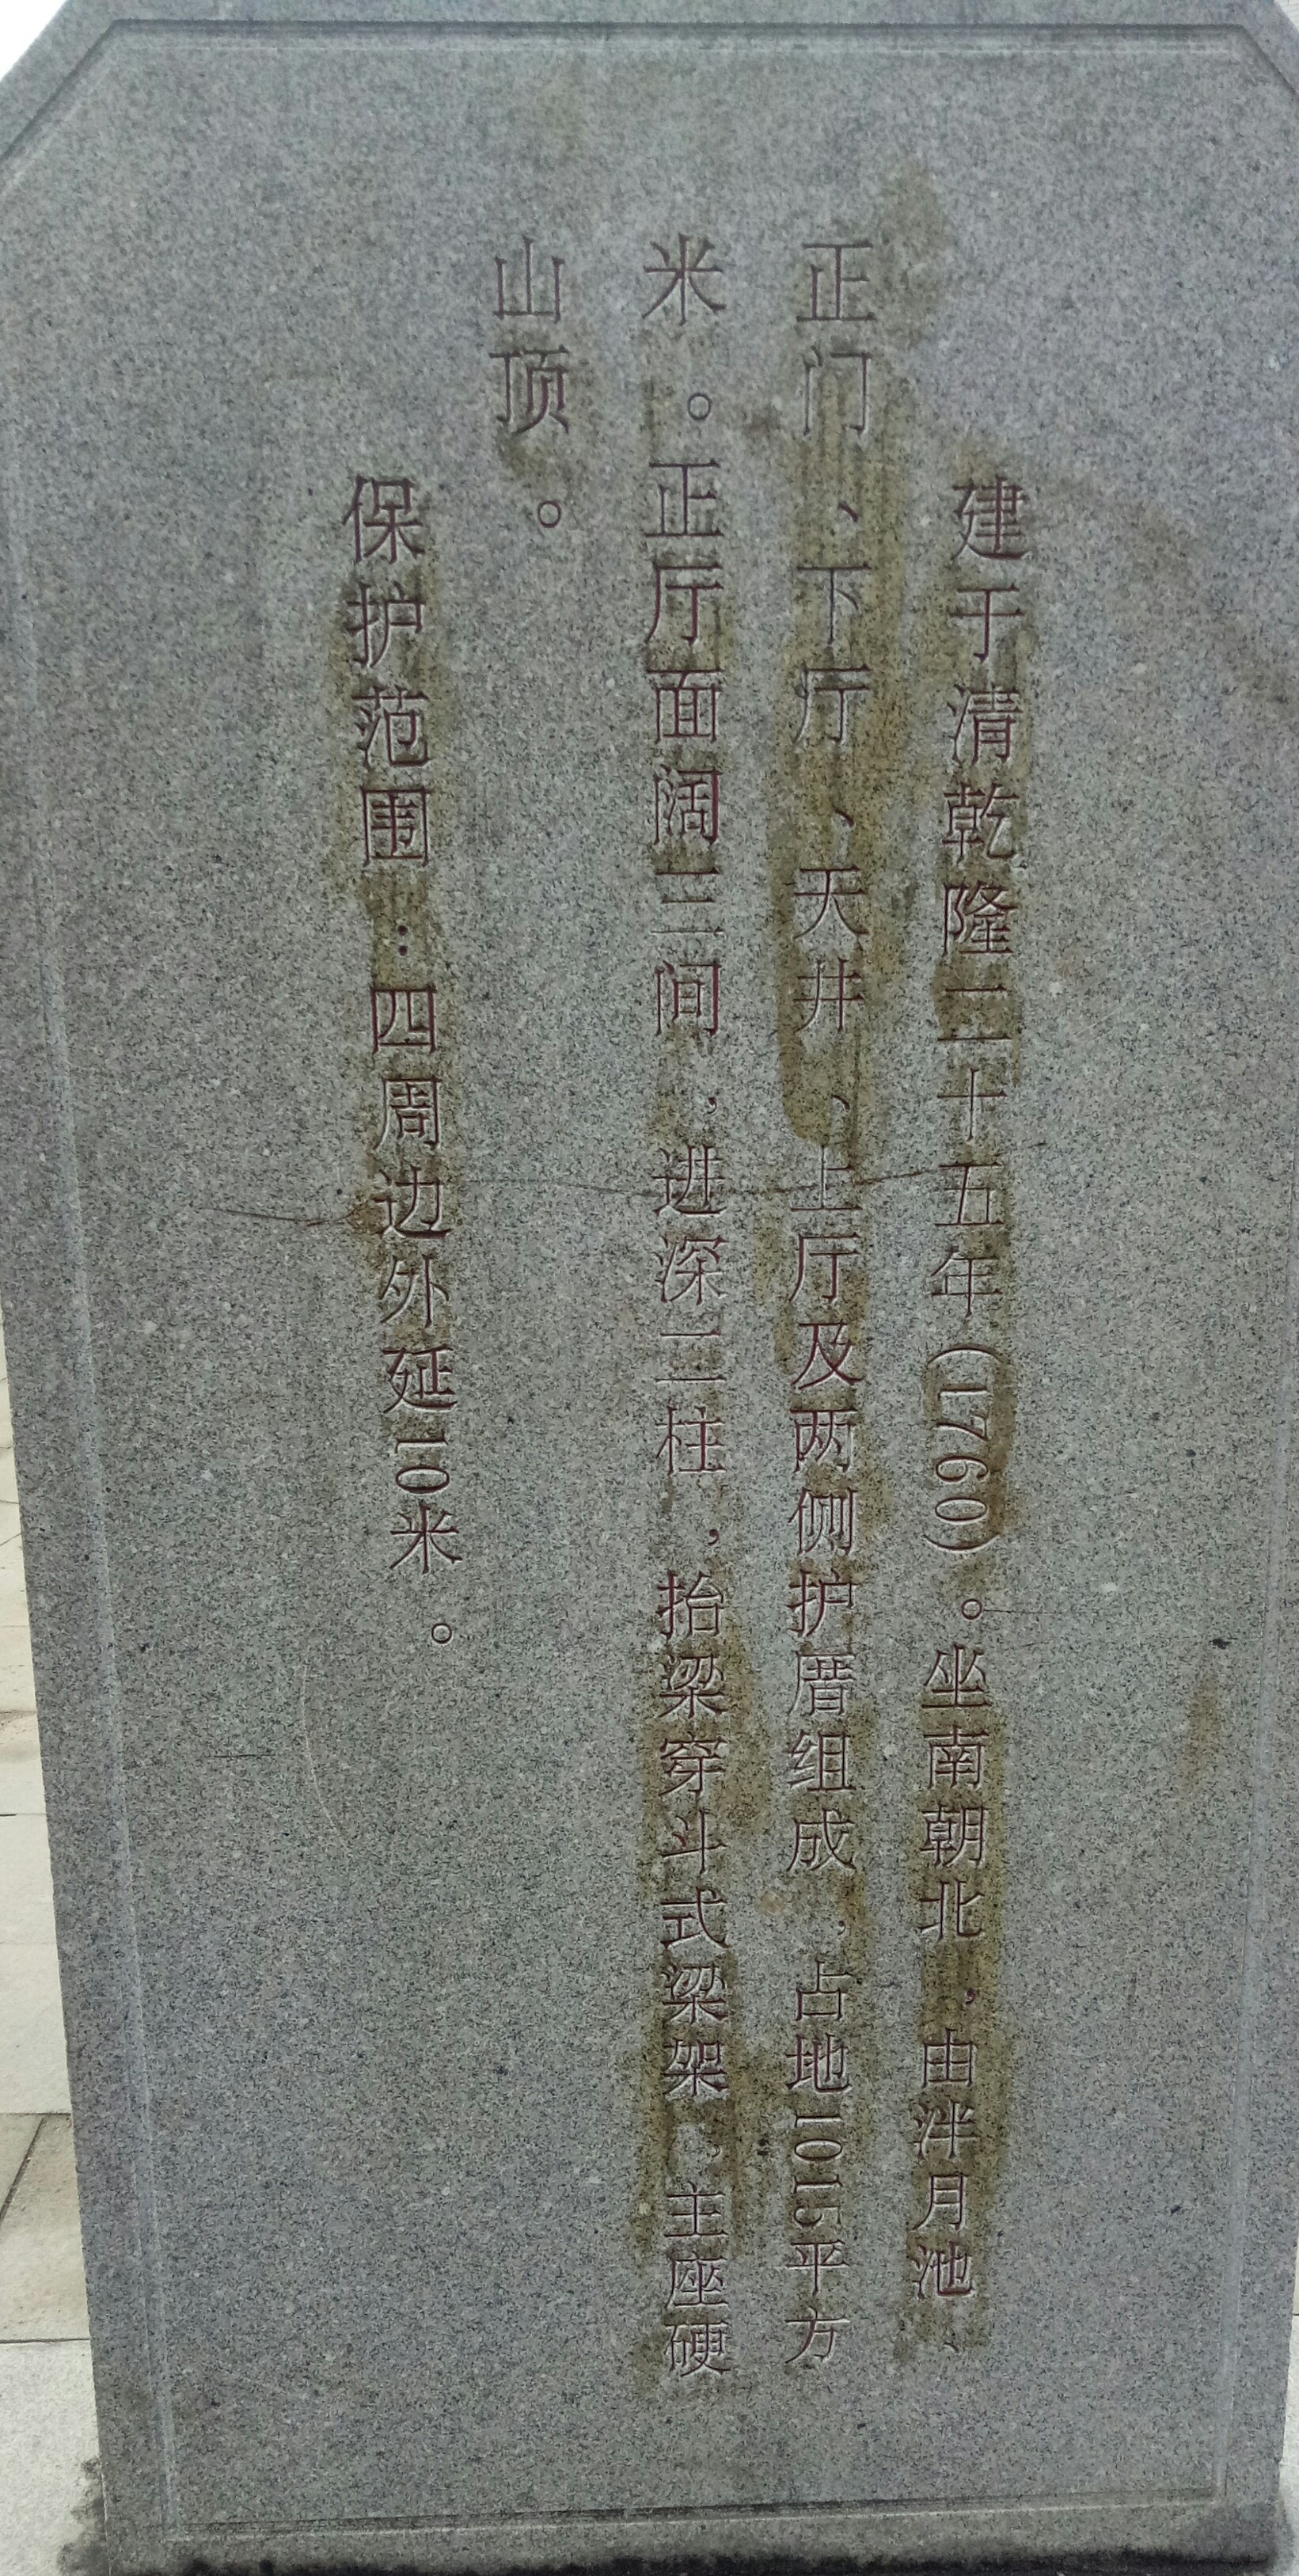 建于清乾隆二十五年(1760)。坐南朝北，由泮月池、
正门、下厅、天井、上厅及两侧护厝组成，占地1015平方
米。正厅面阔三间，进深三柱，抬梁穿斗式梁架，主座硬
山顶。
保护范围：四周边外延10米。